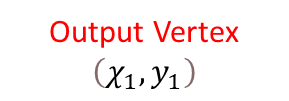 Output Vertex
(χ₁, y₁)